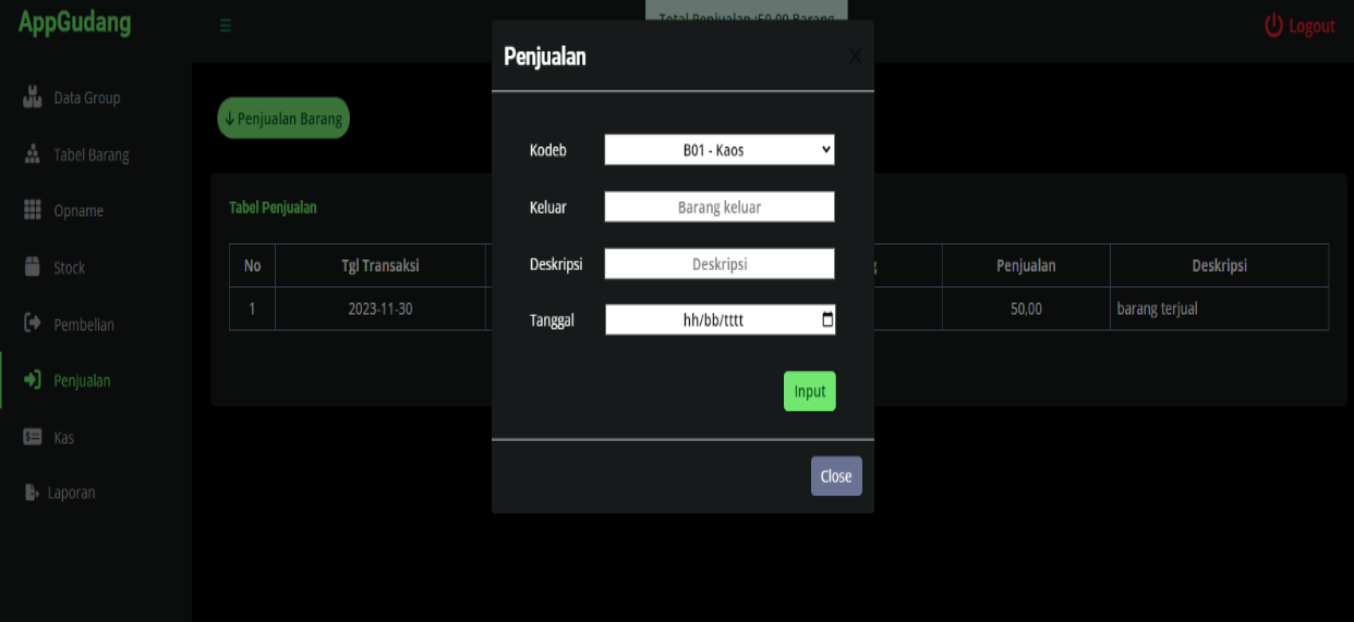 AppGudang
Logout
Data Group
Tabel Barang
Opname
Stock
Pembelian
Penjualan
Kas
Laporan
Total Penjualan :50,00 Barang
Penjualan Barang
Tabel Penjualan
No Tgl Transaksi Penjualan Deskripsi
1 2023-11-30 50,00 barang terjual
Penjualan X
Kodeb B01 - Kaos
Keluar Barang keluar
Deskripsi Deskripsi
Tanggal hh/bb/tttt
Input
Close